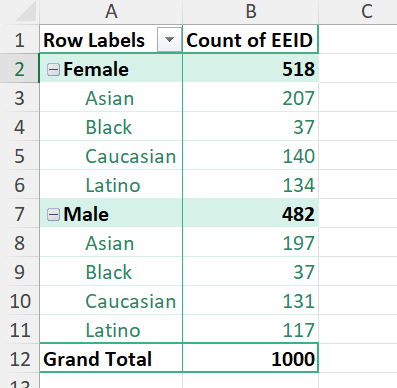 A B C
1 Row Labels Count of EEID
2 Female 518
3 Asian 207
4 Black 37
5 Caucasian 140
6 Latino 134
7 Male 482
8 Asian 197
9 Black 37
10 Caucasian 131
11 Latino 117
12 Grand Total 1000